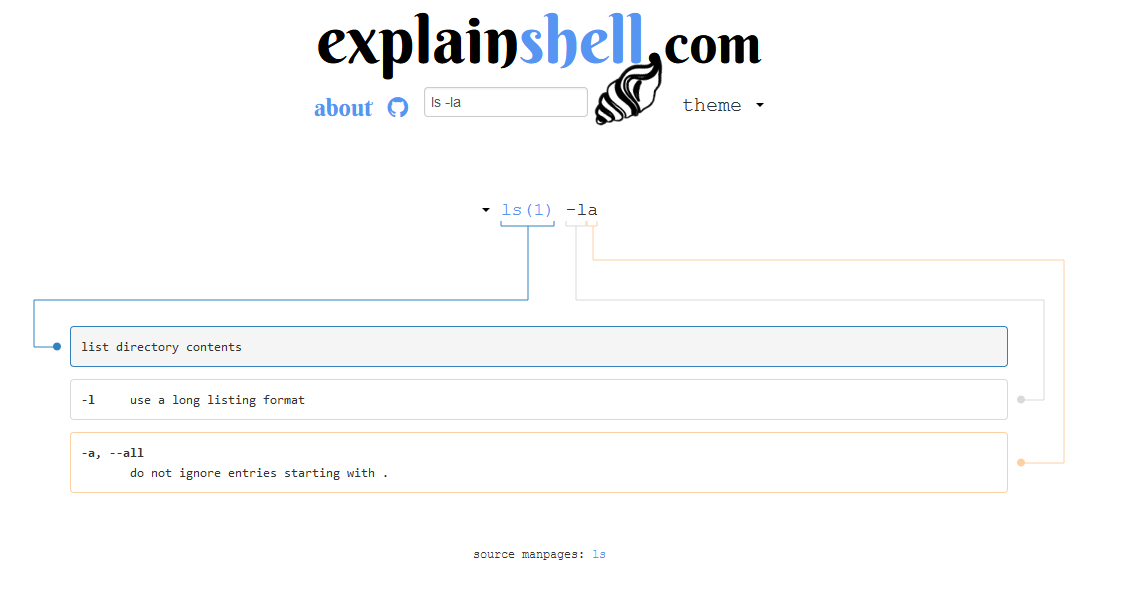 explainshell.com
about ls -la theme
ls(1) -la
list directory contents
-l use a long listing format
-a, --all
do not ignore entries starting with .
source manpages: ls